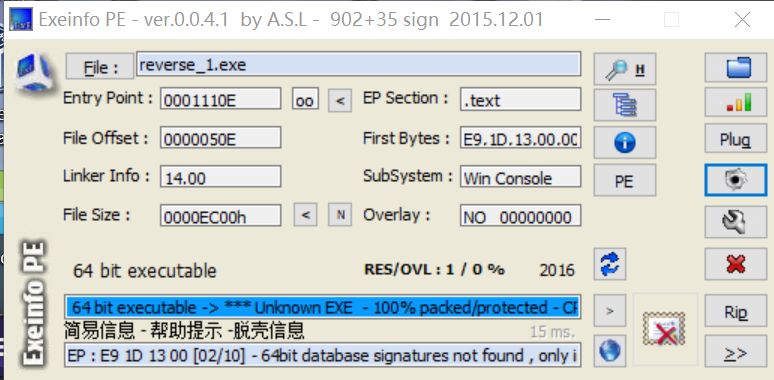 Exeinfo PE - ver.0.0.4.1 by A.S.L - 902+35 sign 2015.12.01
File : reverse_1.exe H
Entry Point : 0001110E oo < EP Section : .text
File Offset : 0000050E First Bytes : E9.1D.13.00.00
Linker Info : 14.00 SubSystem : Win Console
File Size : 0000EC00h < N Overlay : NO 00000000
Plug
PE
64 bit executable RES/OVL : 1 / 0 % 2016
64 bit executable -> *** Unknown EXE - 100% packed/protected - CP
简易信息 - 帮助提示 -脱壳信息 15 ms.
EP : E9 1D 13 00 [02/10] - 64bit database signatures not found , only i
> Rip
>>
Exeinfo PE